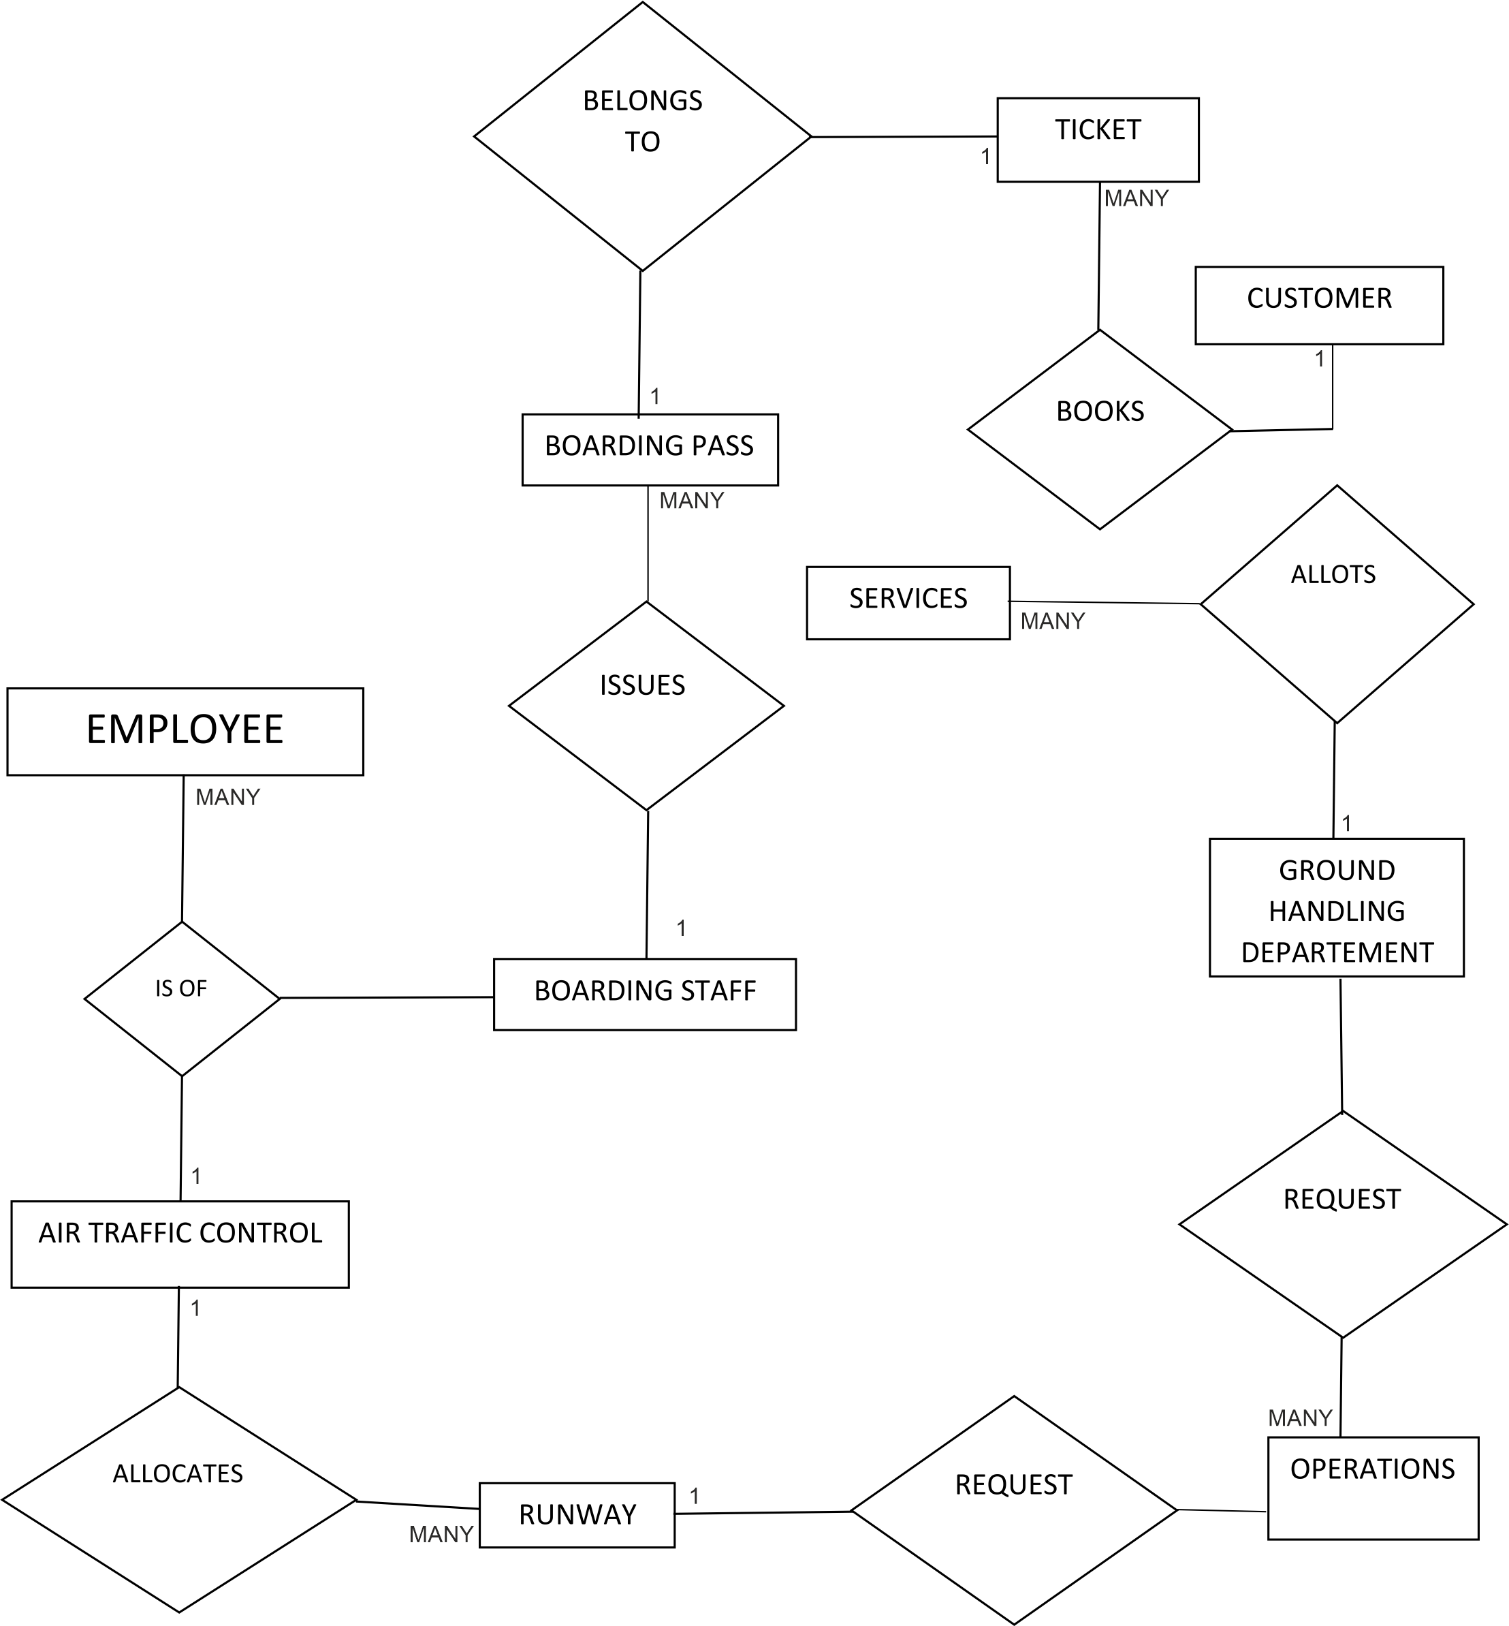 BELONGS
TO
TICKET
1
MANY
CUSTOMER
1
BOOKS
1
BOARDING PASS
MANY
ALLOTS
SERVICES
MANY
ISSUES
EMPLOYEE
MANY
1
GROUND
HANDLING
DEPARTEMENT
1
IS OF
BOARDING STAFF
1
AIR TRAFFIC CONTROL
1
REQUEST
MANY
OPERATIONS
ALLOCATES
MANY
RUNWAY
1
REQUEST